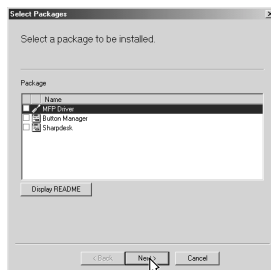 Select Packages
Select a package to be installed.
Package
Name
MFP Driver
Button Manager
Sharpdesk
Display README
< Back
Next >
Cancel